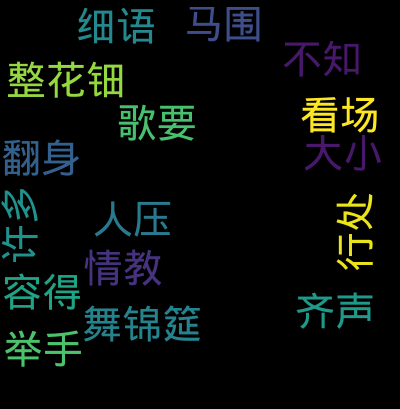 细语
马围
不知
整花钿
歌要
看场
大小
翻身
许多
人压
行处
情教
容得
齐声
舞锦筵
举手